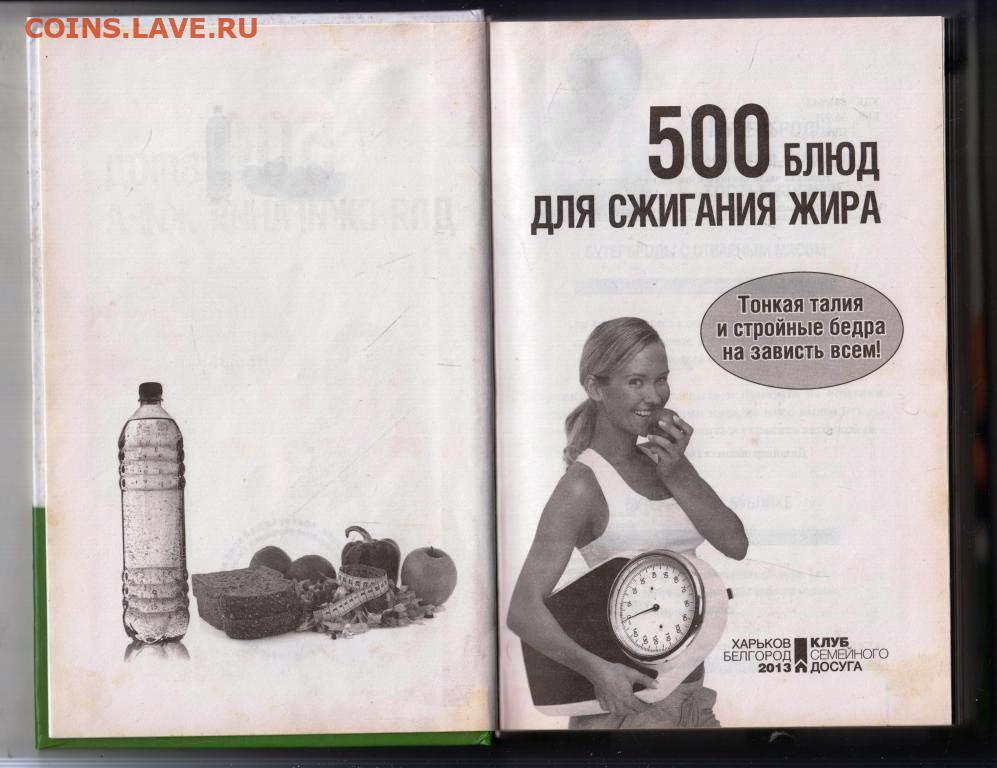 COINS.LAVE.RU
500 БЛЮД
ДЛЯ СЖИГАНИЯ ЖИРА
Тонкая талия
и стройные бедра
на зависть всем!
ХАРЬКОВ
БЕЛГОРОД
2013
КЛУБ
СЕМЕЙНОГО
ДОСУГА